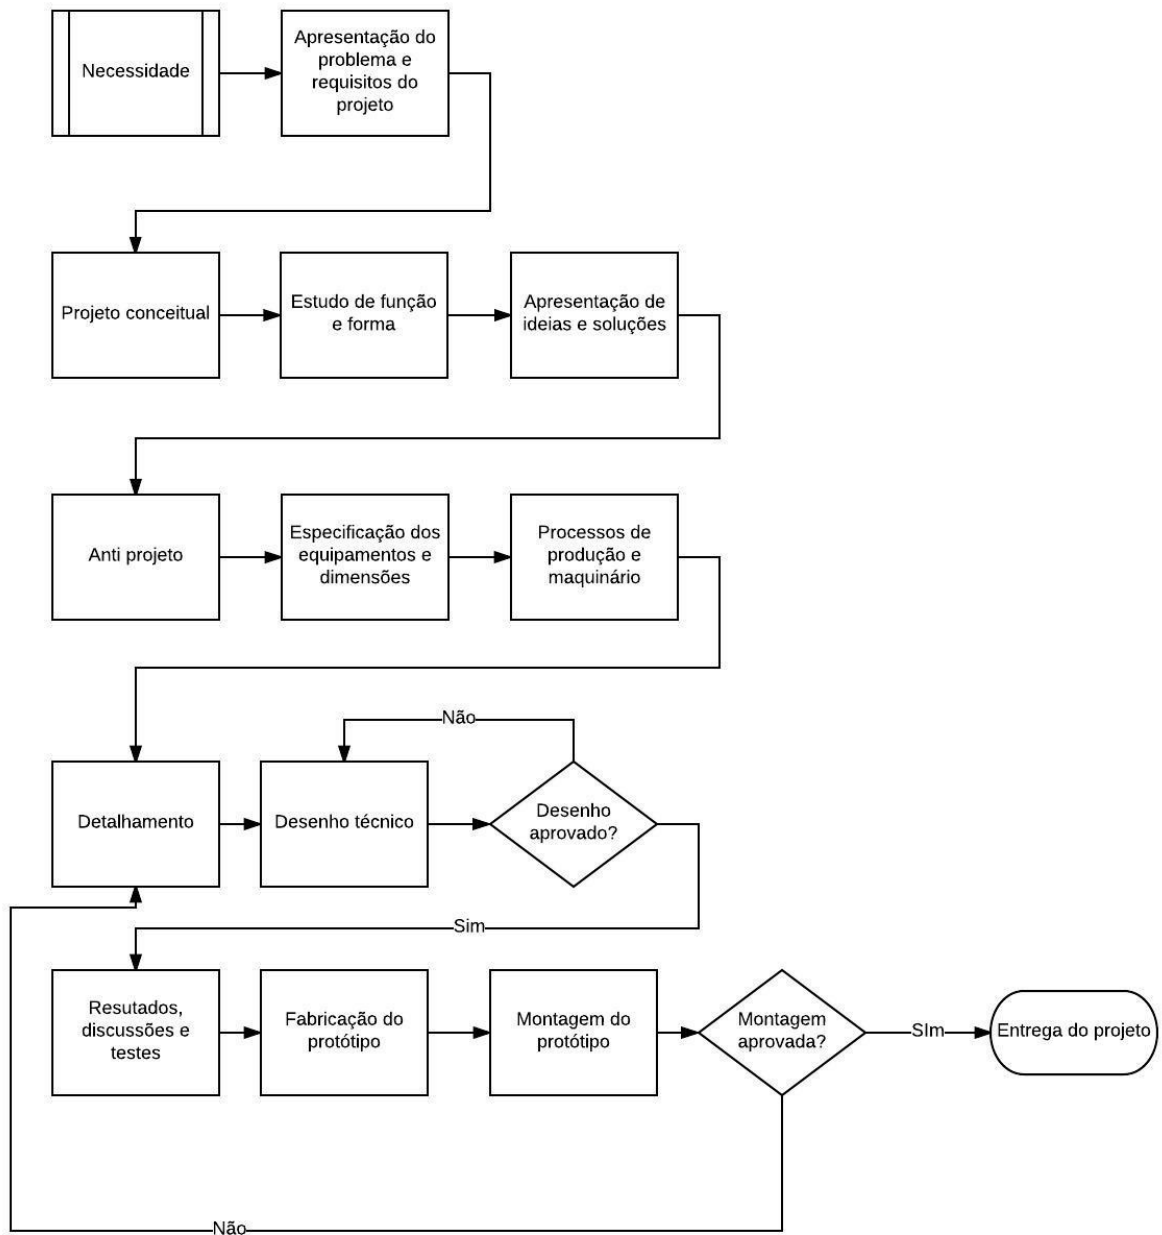 Necessidade
Apresentação do
problema e
requisitos do
projeto
Projeto conceitual
Estudo de função
e forma
Apresentação de
ideias e soluções
Anti projeto
Especificação dos
equipamentos e
dimensões
Processos de
produção e
maquinário
Não
Detalhamento
Desenho técnico
Desenho
aprovado?
Sim
Resutados,
discussões e
testes
Fabricação do
protótipo
Montagem do
protótipo
Montagem
aprovada?
SIm
Entrega do projeto
Não